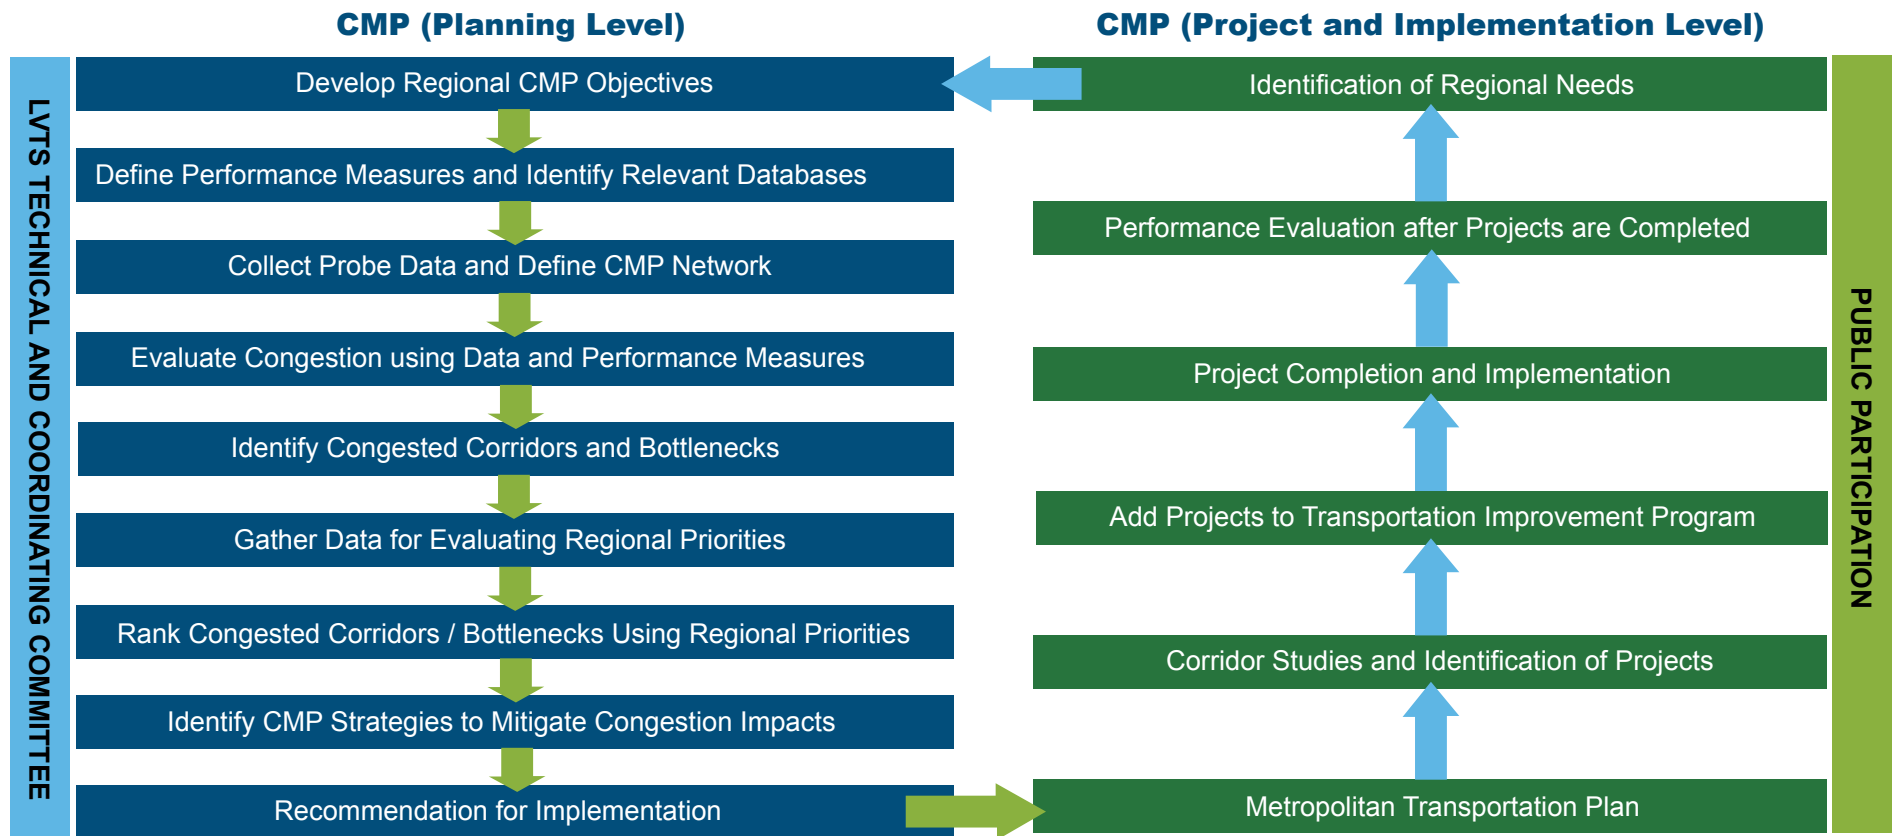 CMP (Planning Level)
LVTS TECHNICAL AND COORDINATING COMMITTEE
Develop Regional CMP Objectives
Define Performance Measures and Identify Relevant Databases
Collect Probe Data and Define CMP Network
Evaluate Congestion using Data and Performance Measures
Identify Congested Corridors and Bottlenecks
Gather Data for Evaluating Regional Priorities
Rank Congested Corridors / Bottlenecks Using Regional Priorities
Identify CMP Strategies to Mitigate Congestion Impacts
Recommendation for Implementation
CMP (Project and Implementation Level)
Identification of Regional Needs
Performance Evaluation after Projects are Completed
Project Completion and Implementation
Add Projects to Transportation Improvement Program
Corridor Studies and Identification of Projects
Metropolitan Transportation Plan
PUBLIC PARTICIPATION